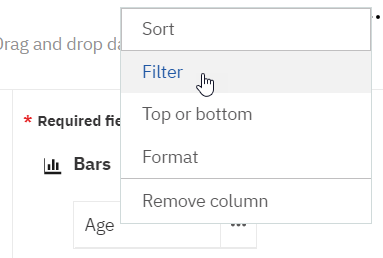 Sort
Drag and drop da
Filter
Top or bottom
* Required fie
Format
Bars
Remove column
Age